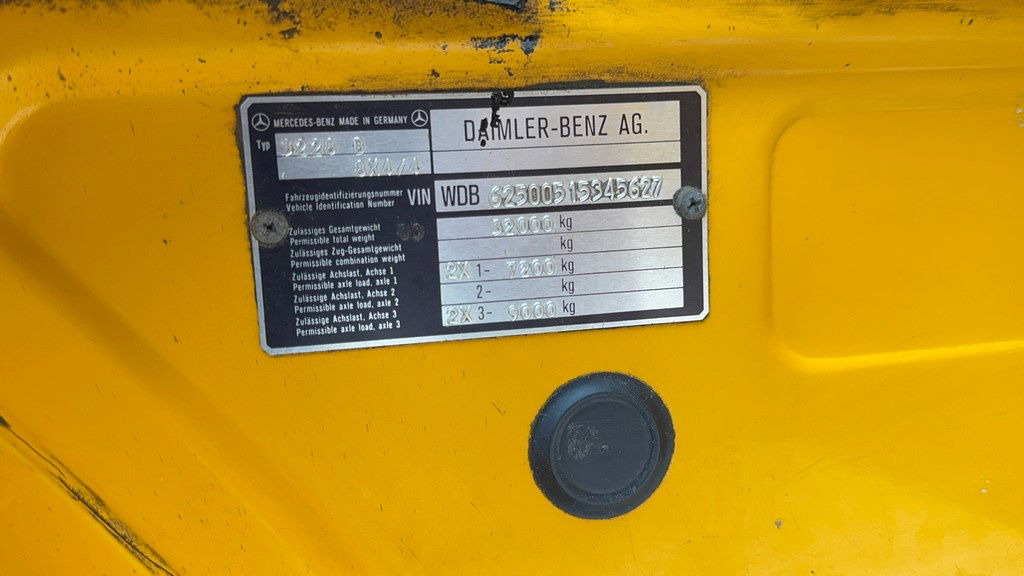 MERCEDES-BENZ MADE IN GERMANY
DAIMLER-BENZ AG.
Typ 3228 B
8X4/4
Fahrzeugidentifizierungsnummer
Vehicle Identification Number
VIN WDB 62500515345627
Zulässiges Gesamtgewicht
Permissible total weight
32000 kg
Zulässiges Zug-Gesamtgewicht
Permissible combination weight
kg
Zulässige Achslast, Achse 1
Permissible axle load, axle 1
2X 1- 7200 kg
Zulässige Achslast, Achse 2
Permissible axle load, axle 2
2- kg
Zulässige Achslast, Achse 3
Permissible axle load, axle 3
2X 3- 9000 kg